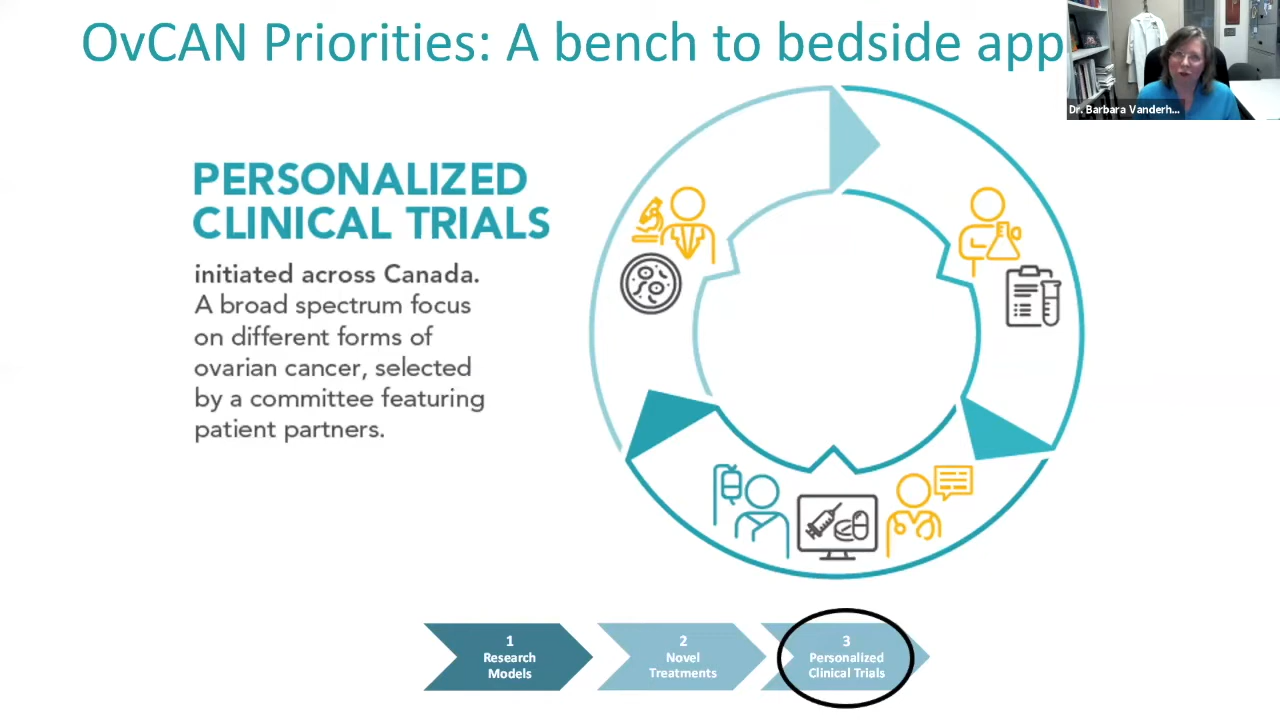 OvCAN Priorities: A bench to bedside app
Dr. Barbara Vanderh...
PERSONALIZED
CLINICAL TRIALS
initiated across Canada.
A broad spectrum focus
on different forms of
ovarian cancer, selected
by a committee featuring
patient partners.
1
Research
Models
2
Novel
Treatments
3
Personalized
Clinical Trials